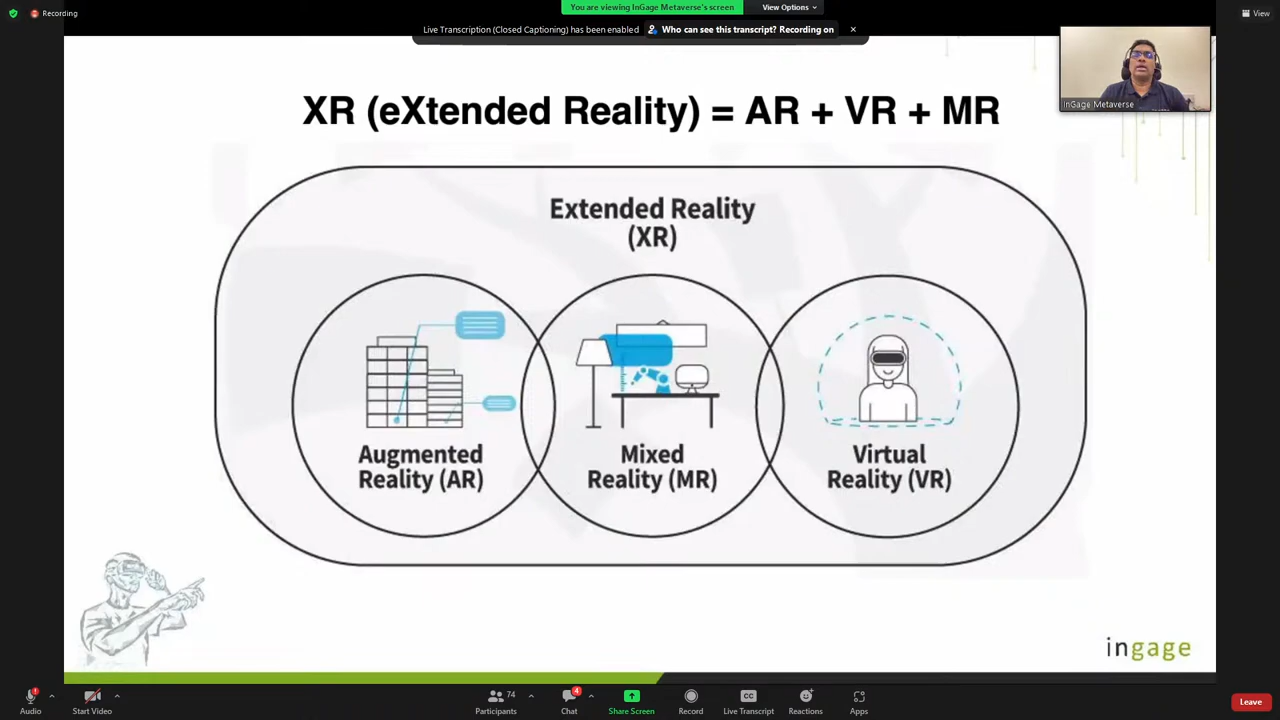 Recording
You are viewing InGage Metaverse's screen
View Options
View
Live Transcription (Closed Captioning) has been enabled
Who can see this transcript? Recording on
InGage Metaverse
XR (eXtended Reality) = AR + VR + MR
Extended Reality
(XR)
Augmented
Reality (AR)
Mixed
Reality (MR)
Virtual
Reality (VR)
ingage
Audio
Start Video
74
Participants
4
Chat
Share Screen
Record
CC
Live Transcript
Reactions
Apps
Leave